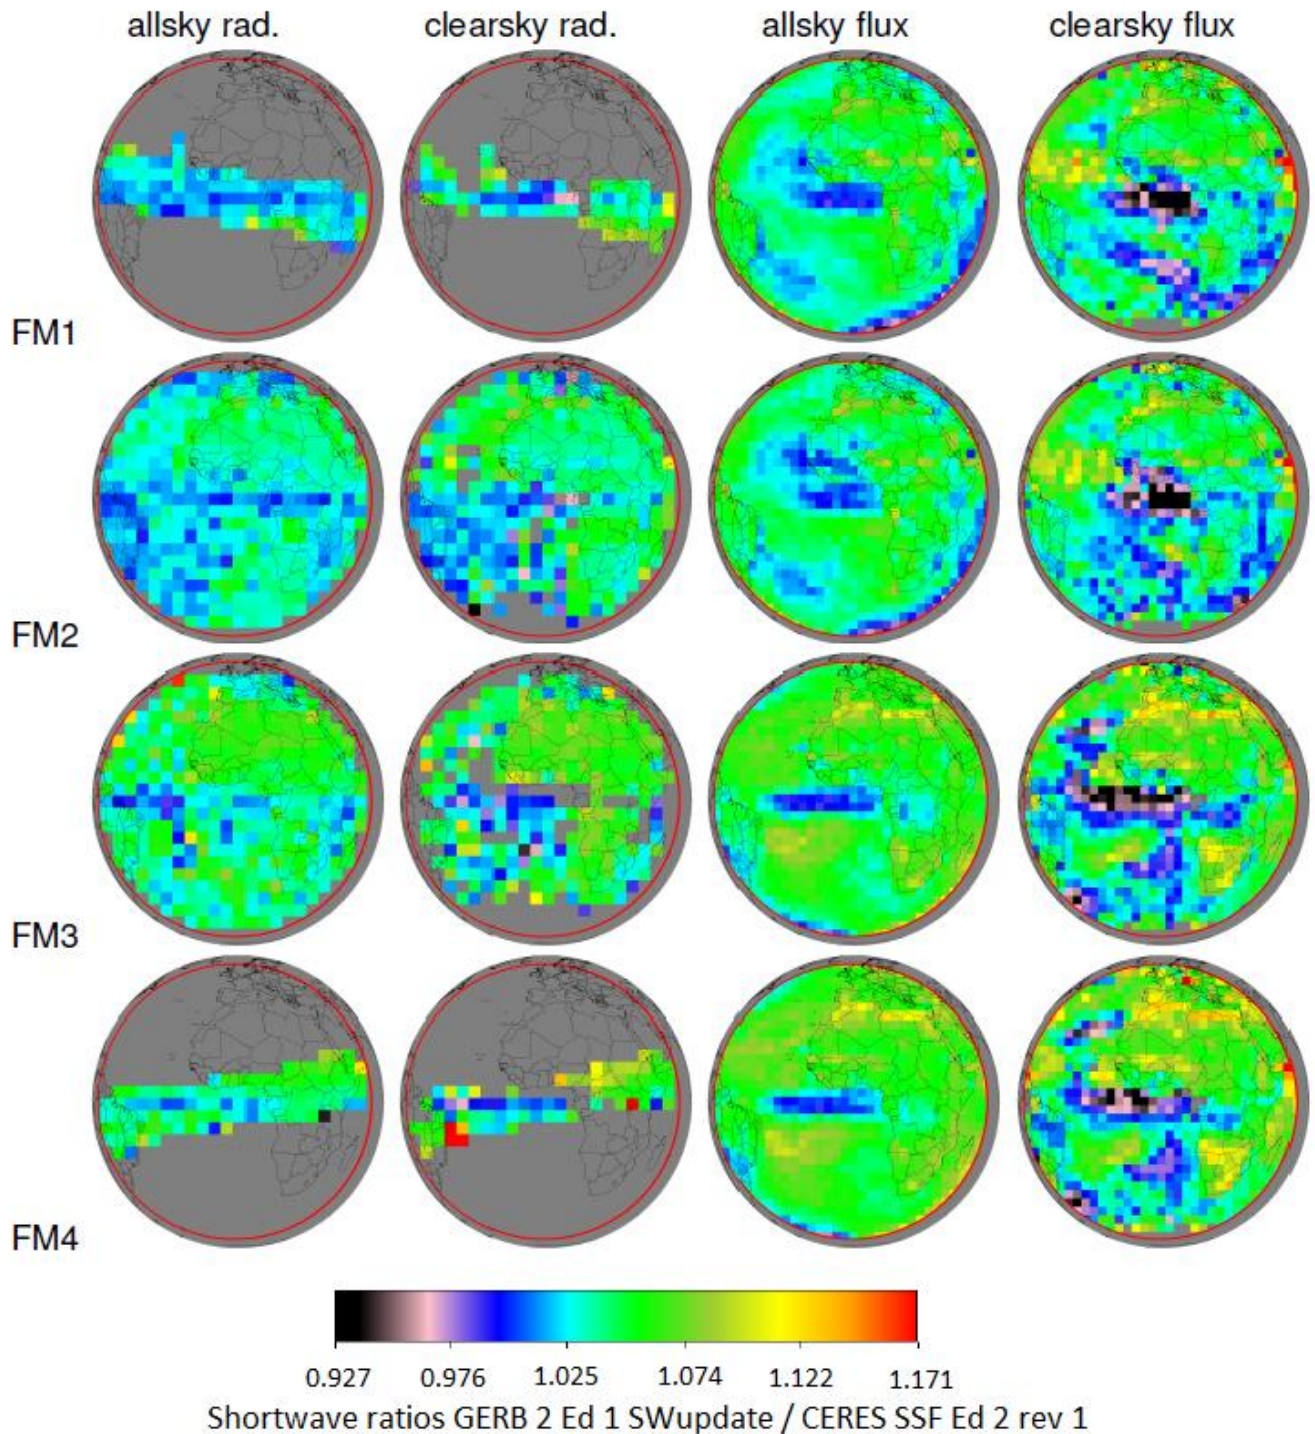 allsky rad. clearsky rad. allsky flux clearsky flux
FM1
FM2
FM3
FM4
0.927 0.976 1.025 1.074 1.122 1.171
Shortwave ratios GERB 2 Ed 1 SWupdate / CERES SSF Ed 2 rev 1